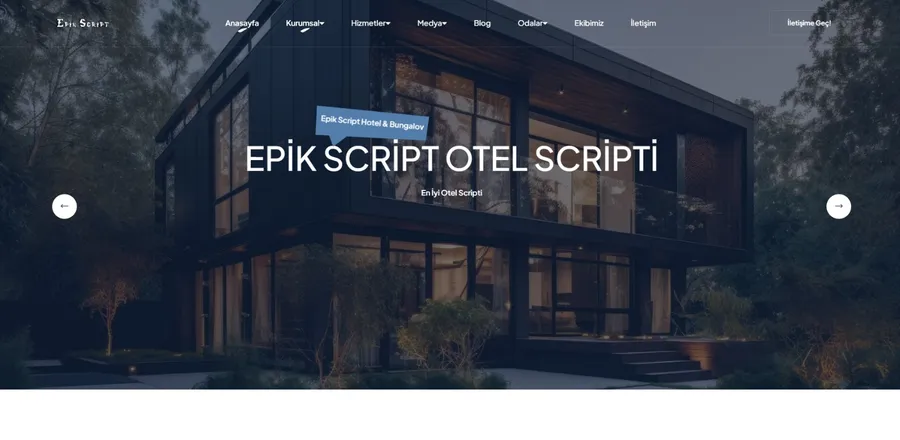 Epik Script
Anasayfa
Kurumsal
Hizmetler
Medya
Blog
Odalar
Ekibimiz
İletişim
İletişime Geç!
Epik Script Hotel & Bungalov
EPİK SCRİPT OTEL SCRİPTİ
En İyi Otel Scripti